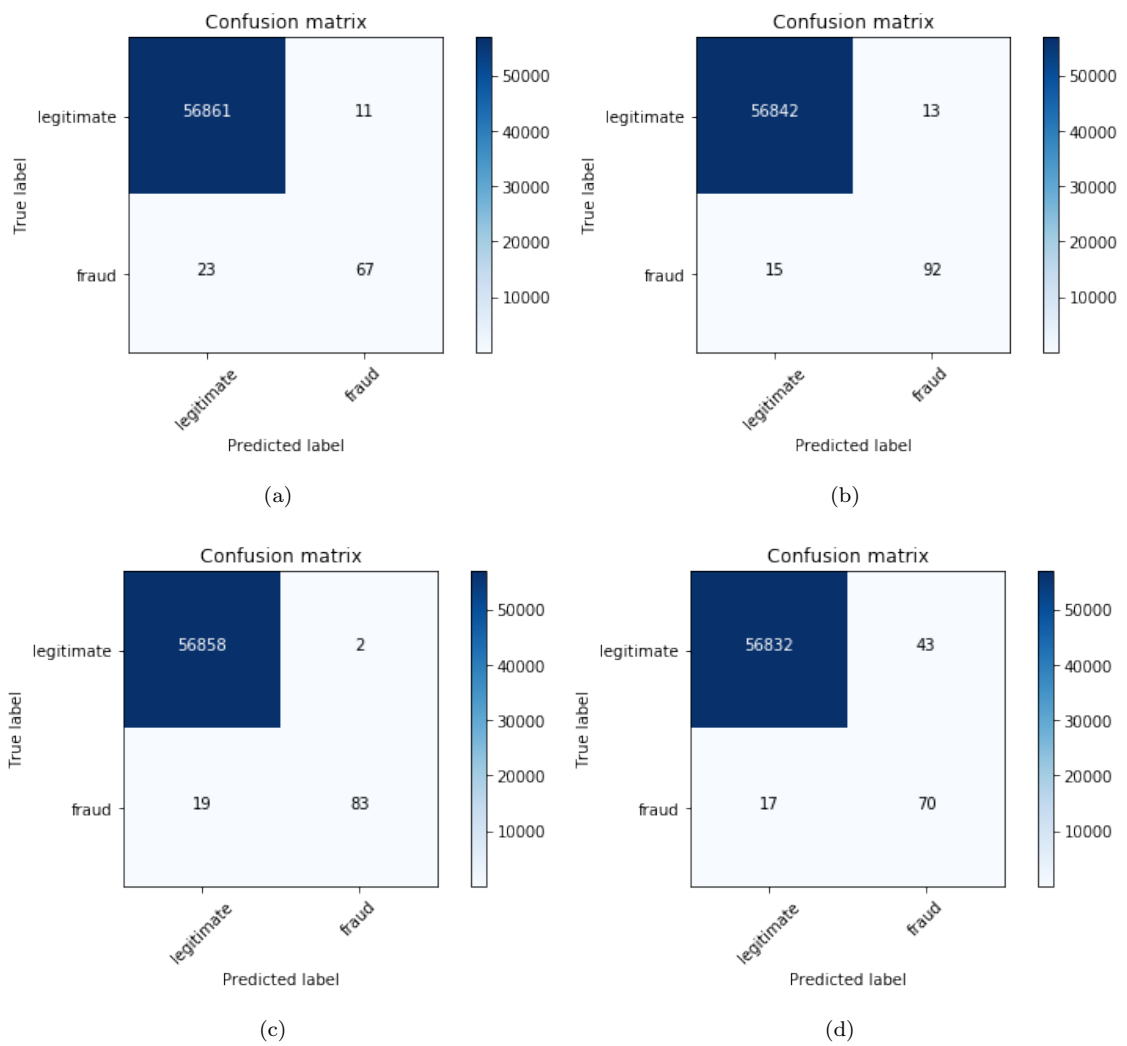 Confusion matrix
legitimate
fraud
True label
56861
11
23
67
legitimate
fraud
Predicted label
50000
40000
30000
20000
10000
(a)
Confusion matrix
legitimate
fraud
True label
56842
13
15
92
legitimate
fraud
Predicted label
50000
40000
30000
20000
10000
(b)
Confusion matrix
legitimate
fraud
True label
56858
2
19
83
legitimate
fraud
Predicted label
50000
40000
30000
20000
10000
(c)
Confusion matrix
legitimate
fraud
True label
56832
43
17
70
legitimate
fraud
Predicted label
50000
40000
30000
20000
10000
(d)